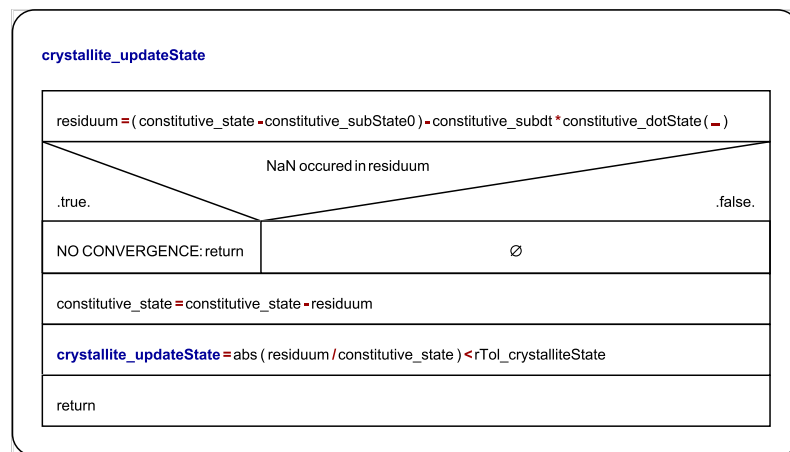 crystallite_updateState
residuum =( constitutive_state -constitutive_subState0) - constitutive_subdt * constitutive_dotState ( … )
NaN occured in residuum
.true.
.false.
NO CONVERGENCE: return
∅
constitutive_state = constitutive_state - residuum
crystallite_updateState = abs ( residuum / constitutive_state ) < rTol_crystalliteState
return